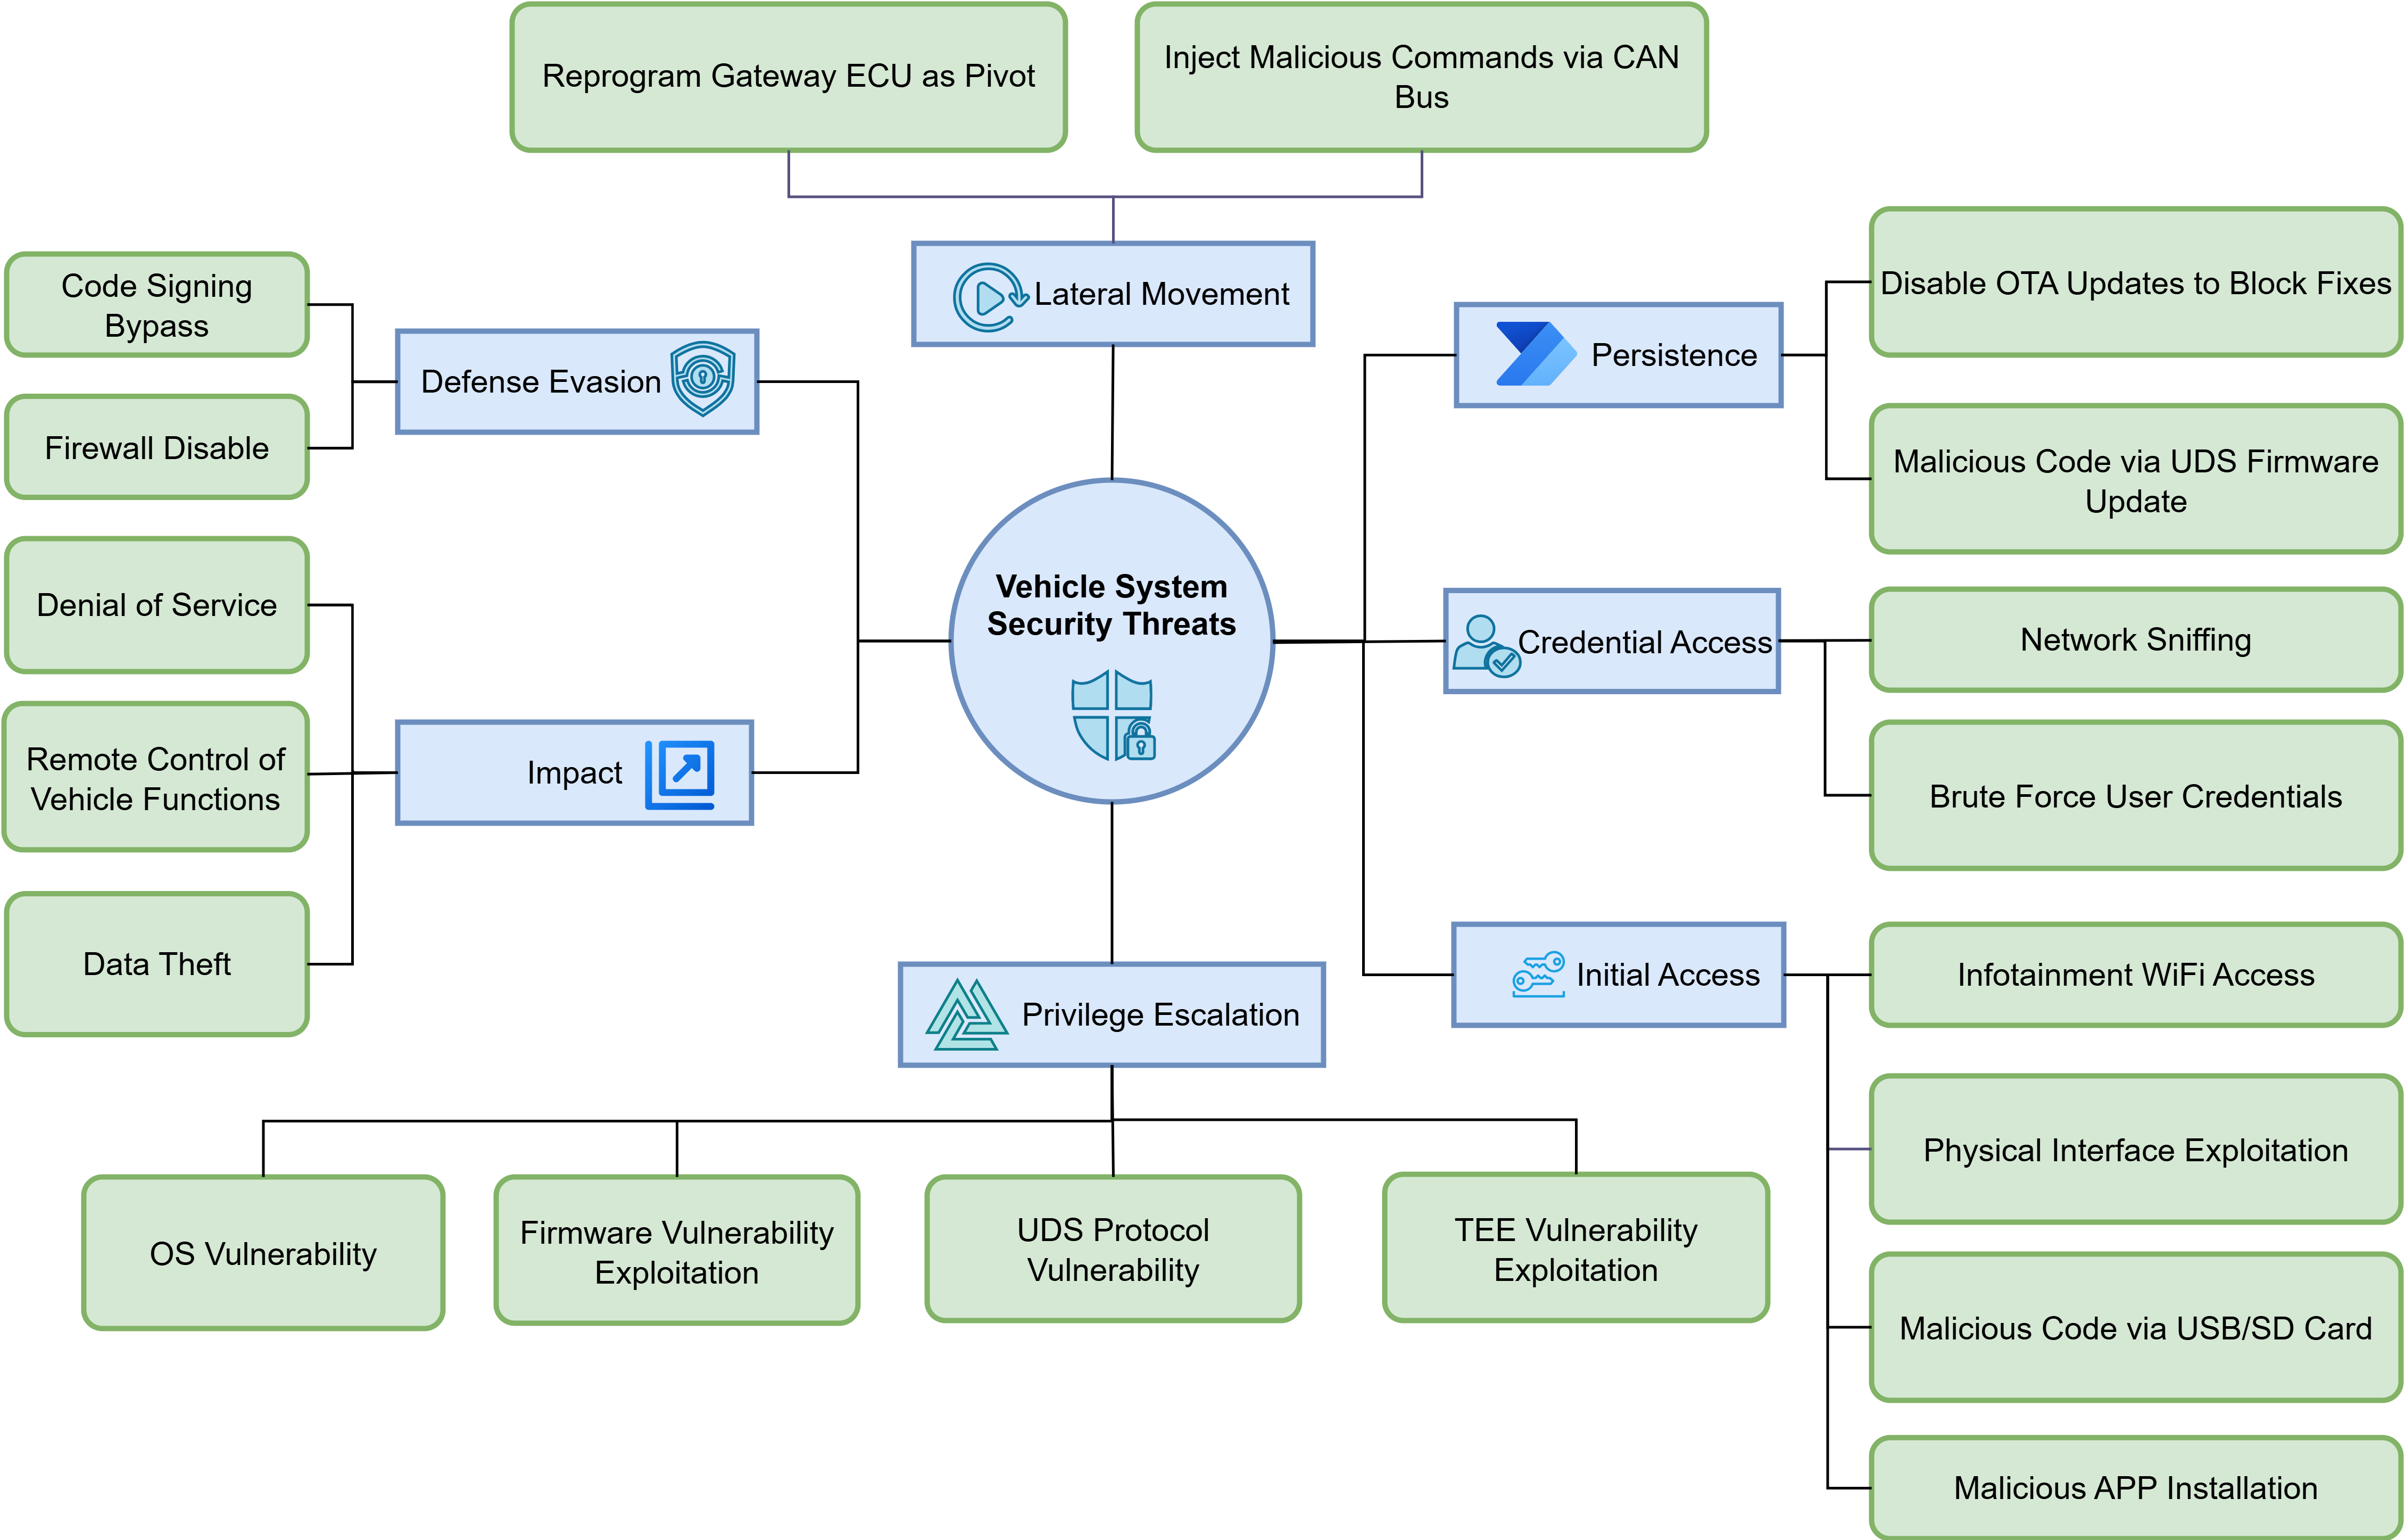 Reprogram Gateway ECU as Pivot
Inject Malicious Commands via CAN
Bus
Lateral Movement
Code Signing
Bypass
Firewall Disable
Defense Evasion
Denial of Service
Remote Control of
Vehicle Functions
Data Theft
Impact
Vehicle System
Security Threats
Persistence
Disable OTA Updates to Block Fixes
Malicious Code via UDS Firmware
Update
Credential Access
Network Sniffing
Brute Force User Credentials
Initial Access
Infotainment WiFi Access
Physical Interface Exploitation
Malicious Code via USB/SD Card
Malicious APP Installation
Privilege Escalation
OS Vulnerability
Firmware Vulnerability
Exploitation
UDS Protocol
Vulnerability
TEE Vulnerability
Exploitation